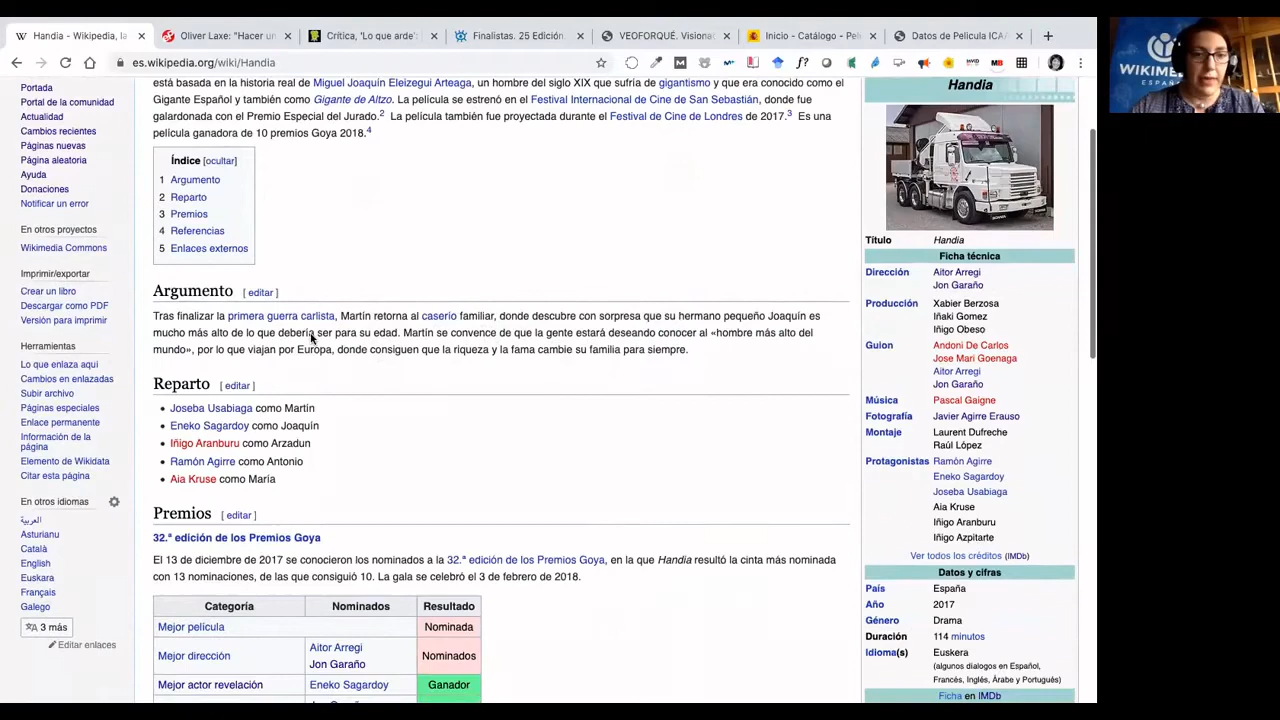 Handia - Wikipedia, la
Oliver Laxe: "Hacer un
Crítica, 'Lo que arde':
Finalistas. 25 Edición
VEOFORQUÉ. Visiona
Inicio - Catálogo - Pel
Datos de Película ICA
es.wikipedia.org/wiki/Handia
WIKIME
Portada
Portal de la comunidad
Actualidad
Cambios recientes
Páginas nuevas
Página aleatoria
Ayuda
Donaciones
Notificar un error
En otros proyectos
Wikimedia Commons
Imprimir/exportar
Crear un libro
Descargar como PDF
Versión para imprimir
Herramientas
Lo que enlaza aquí
Cambios en enlazadas
Subir archivo
Páginas especiales
Enlace permanente
Información de la
página
Elemento de Wikidata
Citar esta página
En otros idiomas
العربية
Asturianu
Català
English
Euskara
Français
Galego
3 más
Editar enlaces
está basada en la historia real de Miguel Joaquín Eleizegui Arteaga, un hombre del siglo XIX que sufría de gigantismo y que era conocido como el
Gigante Español y también como Gigante de Altzo. La película se estrenó en el Festival Internacional de Cine de San Sebastián, donde fue
galardonada con el Premio Especial del Jurado.2 La película también fue proyectada durante el Festival de Cine de Londres de 2017.3 Es una
película ganadora de 10 premios Goya 2018.4
Índice [ocultar]
1 Argumento
2 Reparto
3 Premios
4 Referencias
5 Enlaces externos
Argumento [ editar ]
Tras finalizar la primera guerra carlista, Martín retorna al caserío familiar, donde descubre con sorpresa que su hermano pequeño Joaquín es
mucho más alto de lo que debería ser para su edad. Martín se convence de que la gente estará deseando conocer al «hombre más alto del
mundo», por lo que viajan por Europa, donde consiguen que la riqueza y la fama cambie su familia para siempre.
Reparto [ editar ]
Joseba Usabiaga como Martín
Eneko Sagardoy como Joaquín
Iñigo Aranburu como Arzadun
Ramón Agirre como Antonio
Aia Kruse como María
Premios [ editar ]
32.ª edición de los Premios Goya
El 13 de diciembre de 2017 se conocieron los nominados a la 32.ª edición de los Premios Goya, en la que Handia resultó la cinta más nominada
con 13 nominaciones, de las que consiguió 10. La gala se celebró el 3 de febrero de 2018.
Categoría Nominados Resultado
Mejor película Nominada
Mejor dirección Aitor Arregi
Jon Garaño Nominados
Mejor actor revelación Eneko Sagardoy Ganador
Handia
Título Handia
Ficha técnica
Dirección Aitor Arregi
Jon Garaño
Producción Xabier Berzosa
Iñaki Gomez
Iñigo Obeso
Guion Andoni De Carlos
Jose Mari Goenaga
Aitor Arregi
Jon Garaño
Música Pascal Gaigne
Fotografía Javier Agirre Erauso
Montaje Laurent Dufreche
Raúl López
Protagonistas Ramón Agirre
Eneko Sagardoy
Joseba Usabiaga
Aia Kruse
Iñigo Aranburu
Iñigo Azpitarte
Ver todos los créditos (IMDb)
Datos y cifras
País España
Año 2017
Género Drama
Duración 114 minutos
Idioma(s) Euskera
(algunos dialogos en Español,
Francés, Inglés, Árabe y Portugués)
Ficha en IMDb